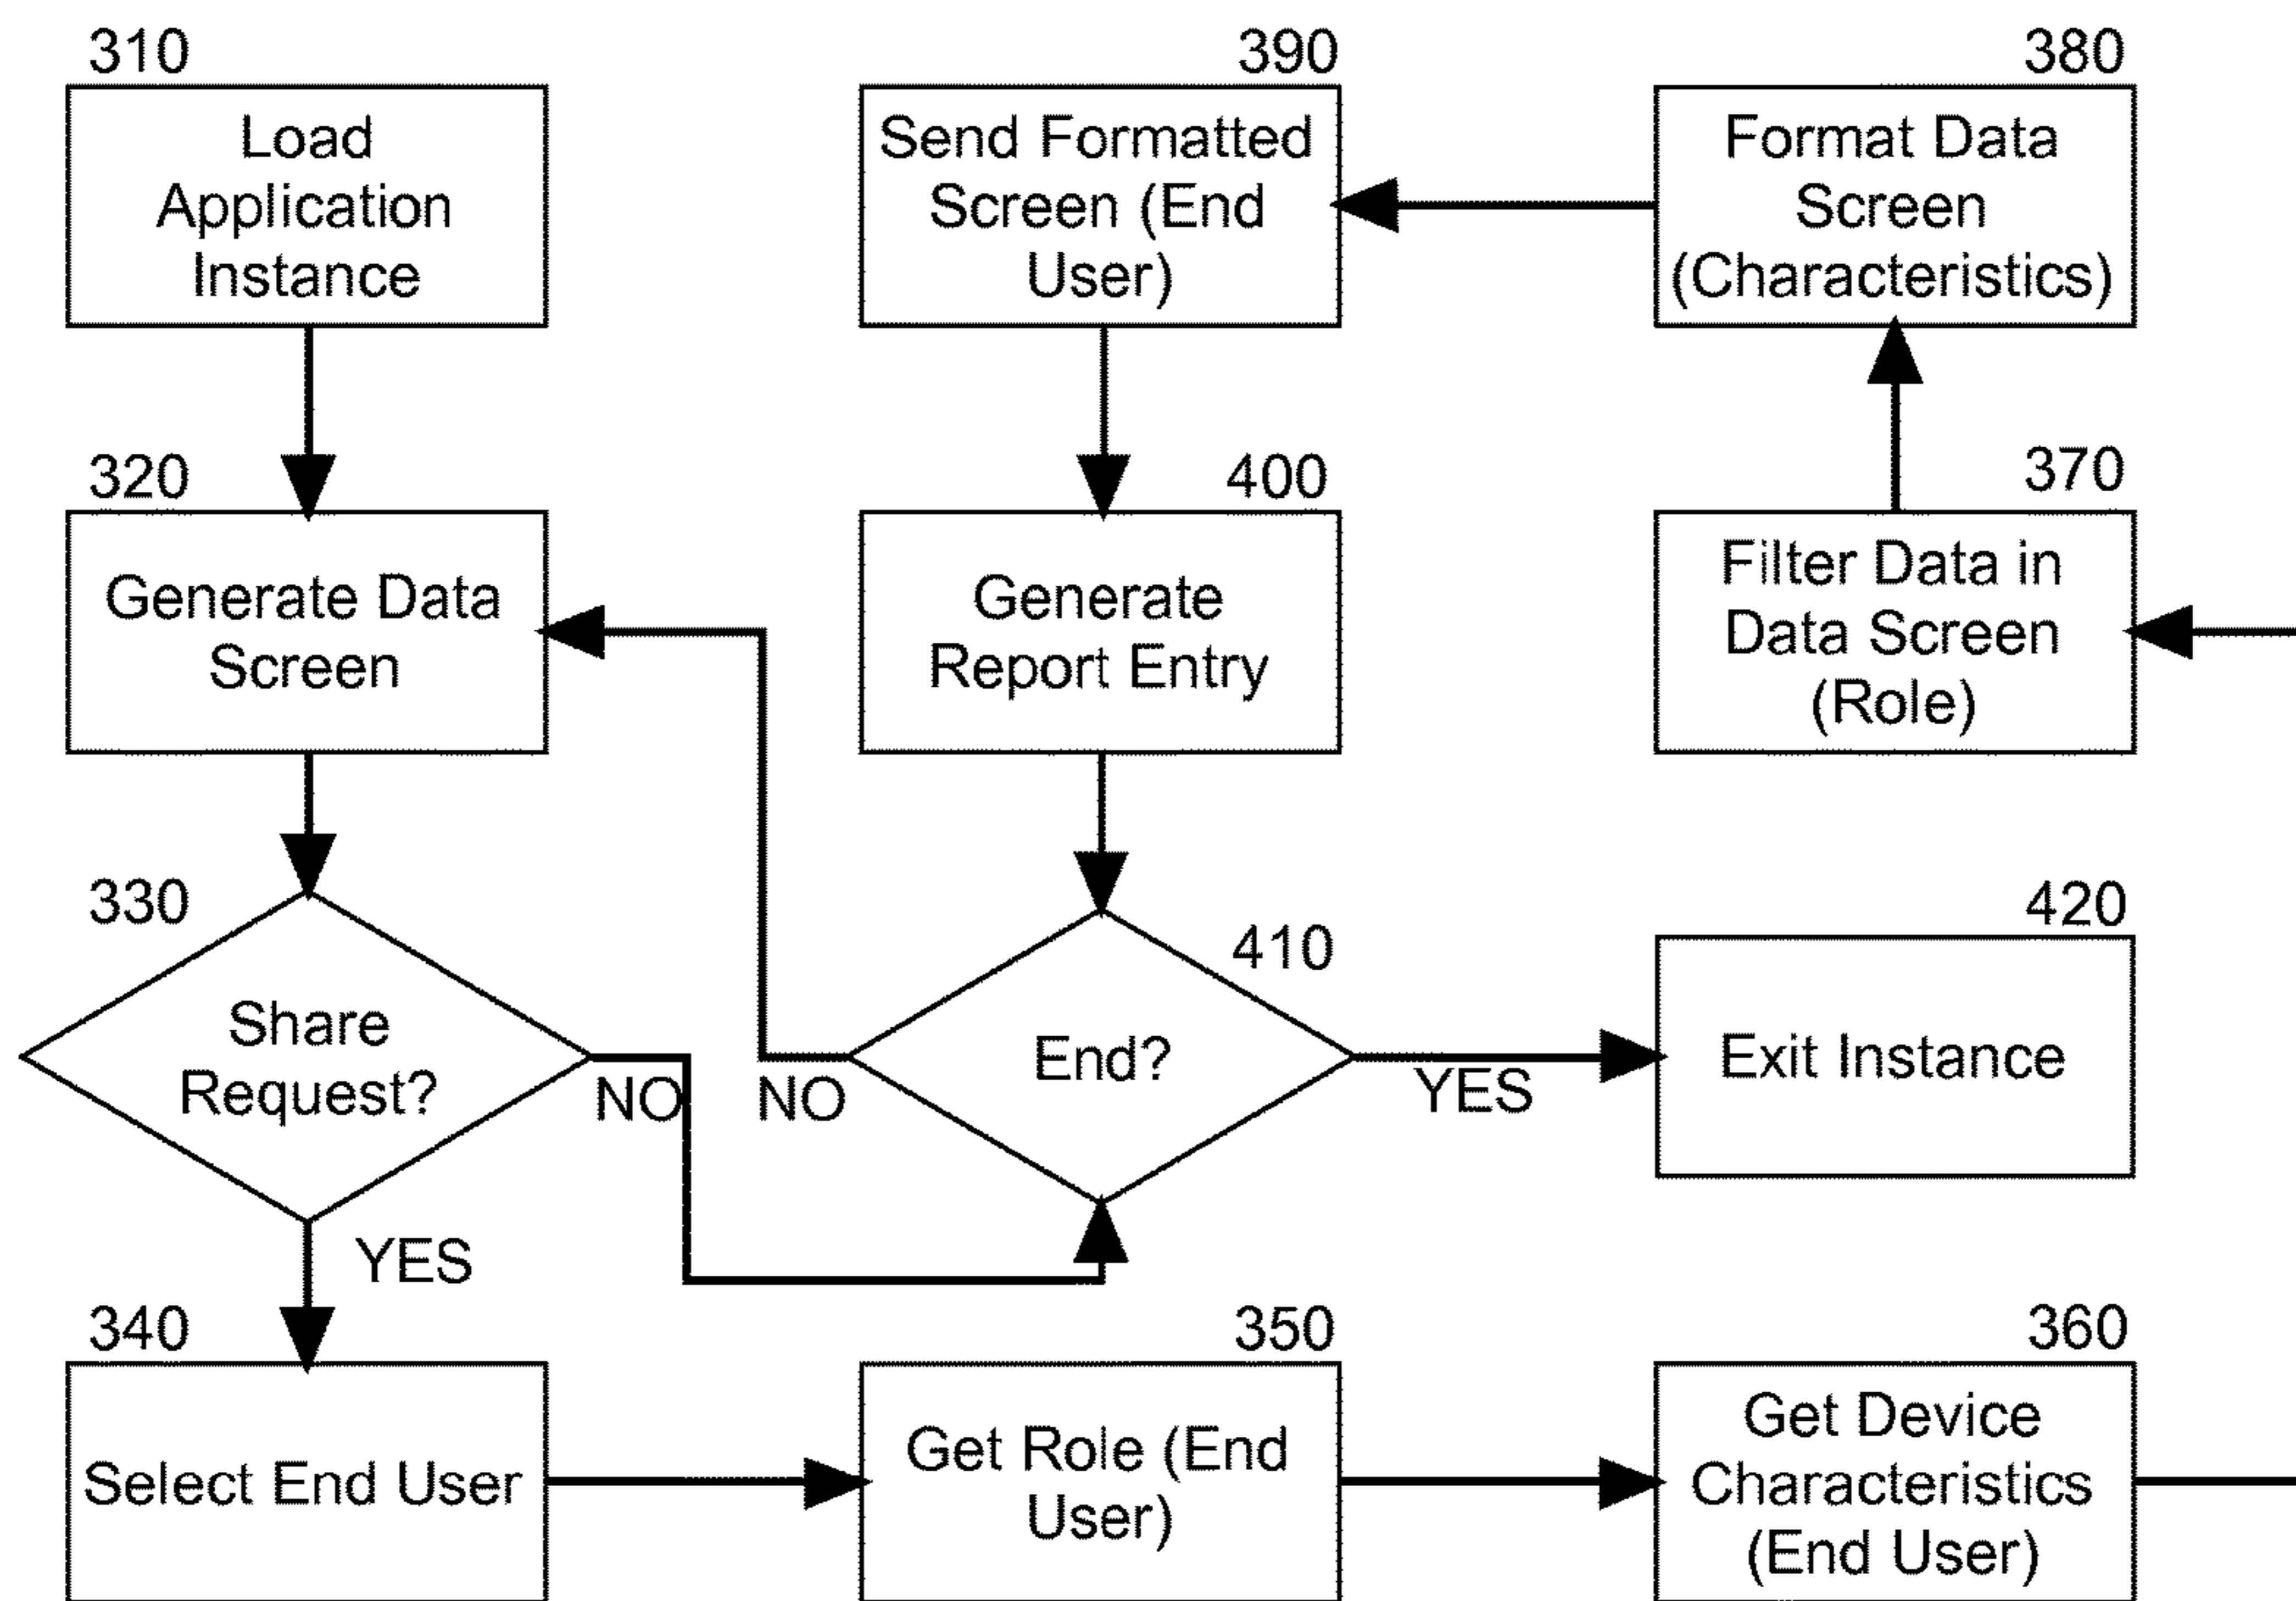 310
Load
Application
Instance
390
Send Formatted
Screen (End
User)
380
Format Data
Screen
(Characteristics)
320
Generate Data
Screen
400
Generate
Report Entry
370
Filter Data in
Data Screen
(Role)
330
Share
Request?
NO
YES
410
End?
NO
YES
420
Exit Instance
340
Select End User
350
Get Role (End
User)
360
Get Device
Characteristics
(End User)